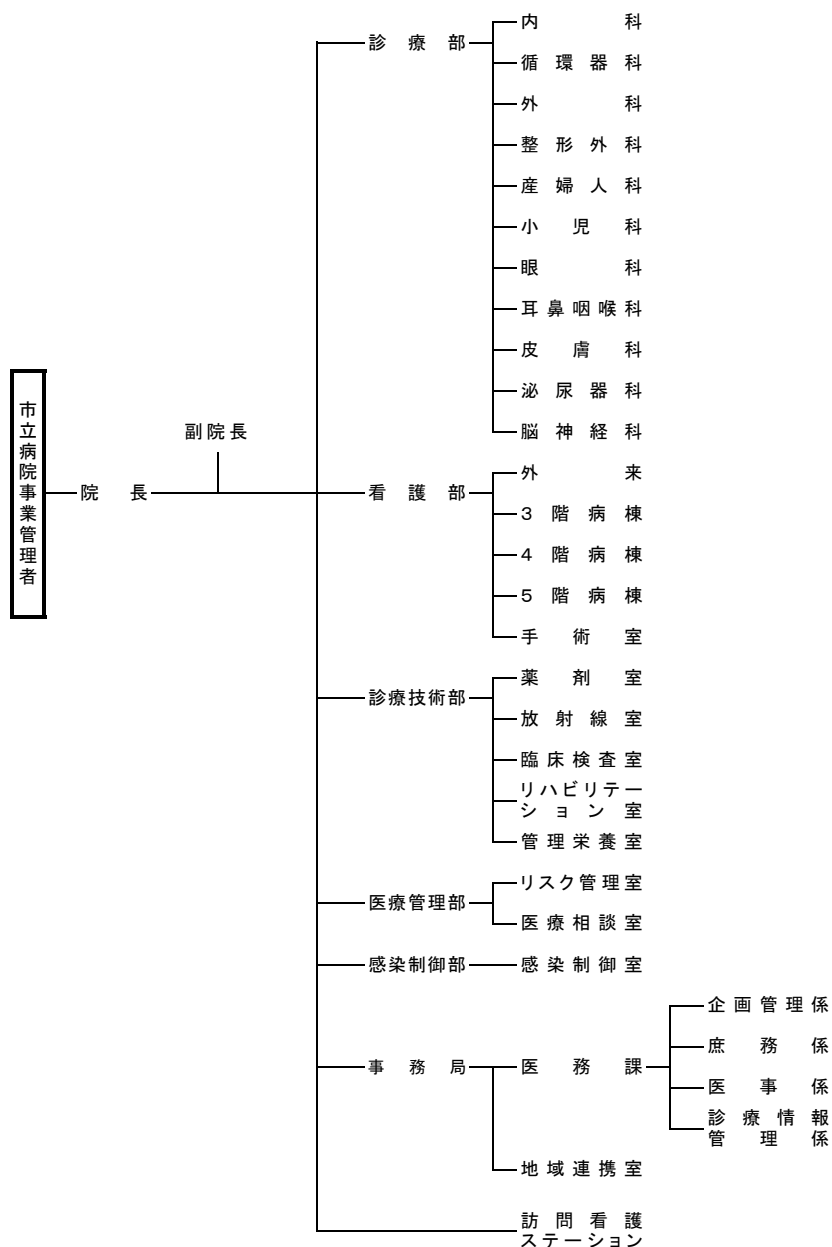 市立病院事業管理者
院長
副院長
診療部
内科
循環器科
外科
整形外科
産婦人科
小児科
眼科
耳鼻咽喉科
皮膚科
泌尿器科
脳神経科
看護部
外来
3階病棟
4階病棟
5階病棟
手術室
診療技術部
薬剤室
放射線室
臨床検査室
リハビリテー
ション室
管理栄養室
医療管理部
リスク管理室
医療相談室
感染制御部
感染制御室
事務局
医務課
企画管理係
庶務係
医事係
診療情報
管理係
地域連携室
訪問看護
ステーション